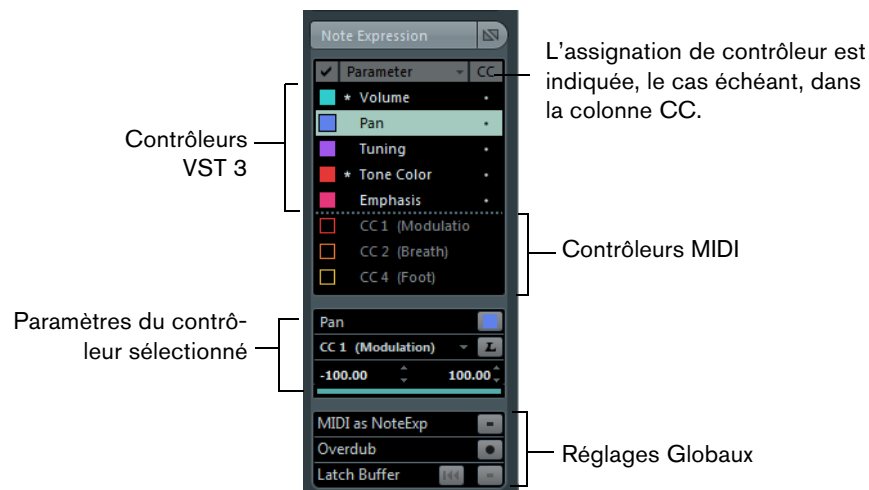 Note Expression
Parameter CC
* Volume
Pan
Tuning
* Tone Color
Emphasis
CC 1 (Modulatio
CC 2 (Breath)
CC 4 (Foot)
Pan
CC 1 (Modulation) L
-100.00 100.00
MIDI as NoteExp
Overdub
Latch Buffer
L'assignation de contrôleur est
indiquée, le cas échéant, dans
la colonne CC.
Contrôleurs
VST 3
Contrôleurs MIDI
Paramètres du contrô-
leur sélectionné
Réglages Globaux